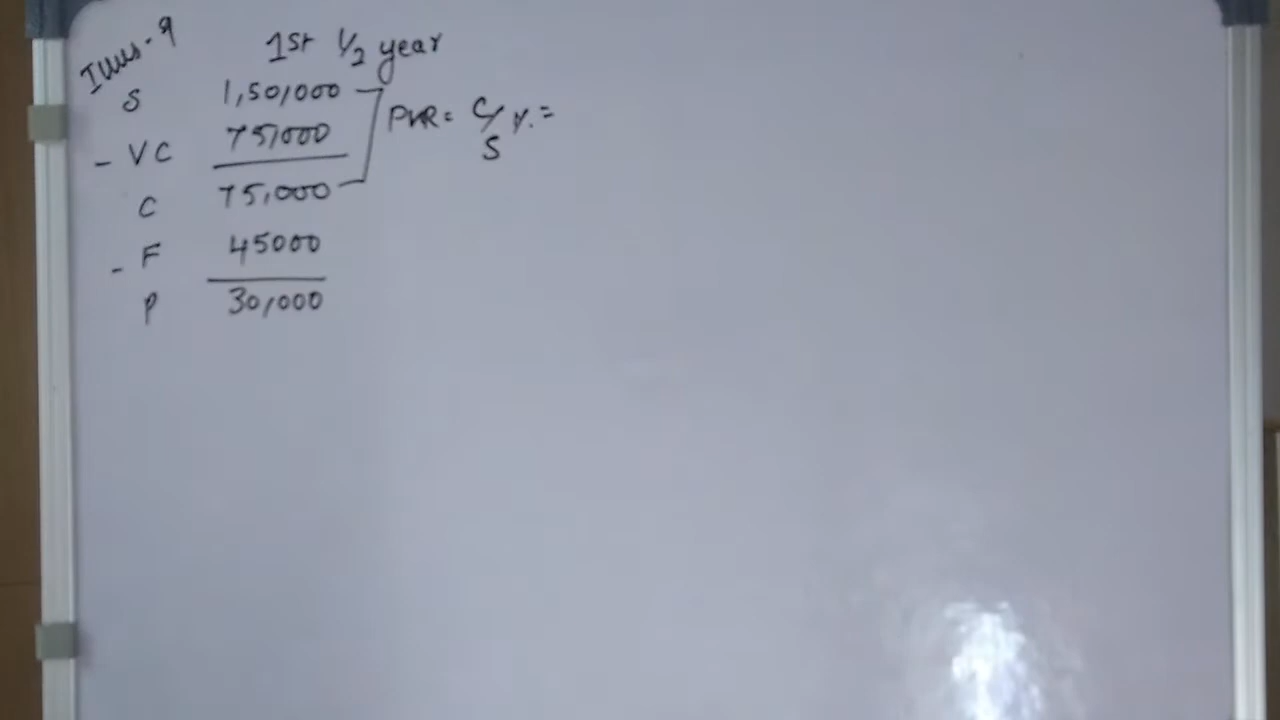 Illus-9
1st 1/2 year
S 1,50,000
PVR = C/S %. =
- VC 75,000
C 75,000
- F 45000
P 30,000